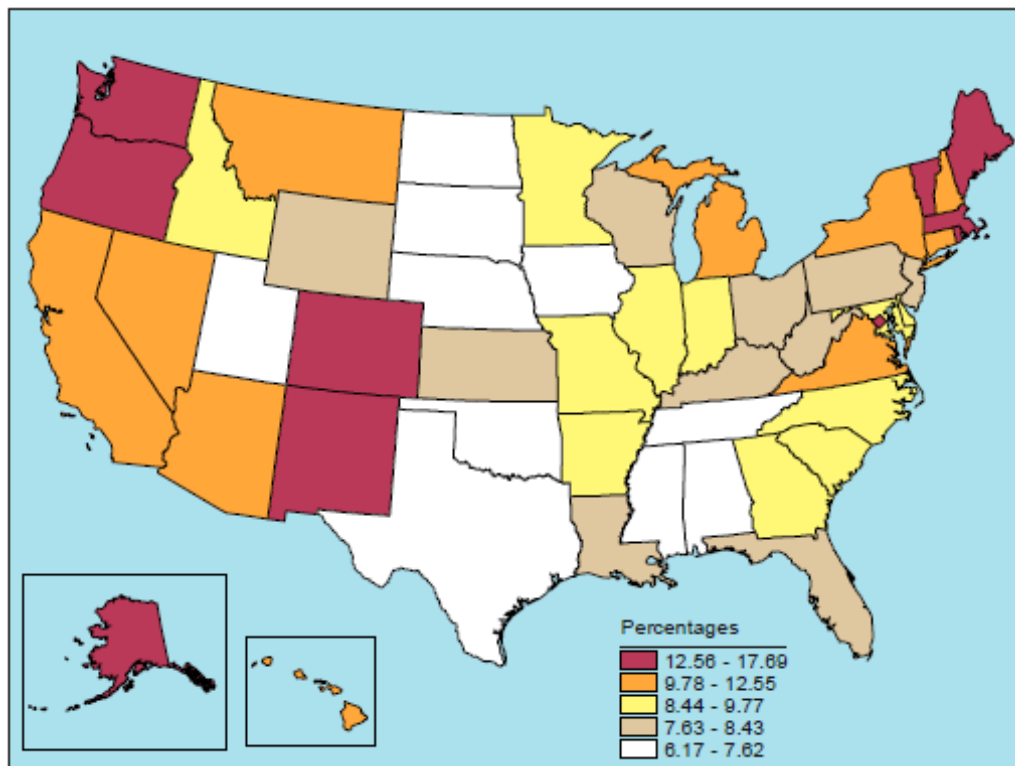 Percentages
12.56 - 17.69
9.78 - 12.55
8.44 - 9.77
7.63 - 8.43
6.17 - 7.62